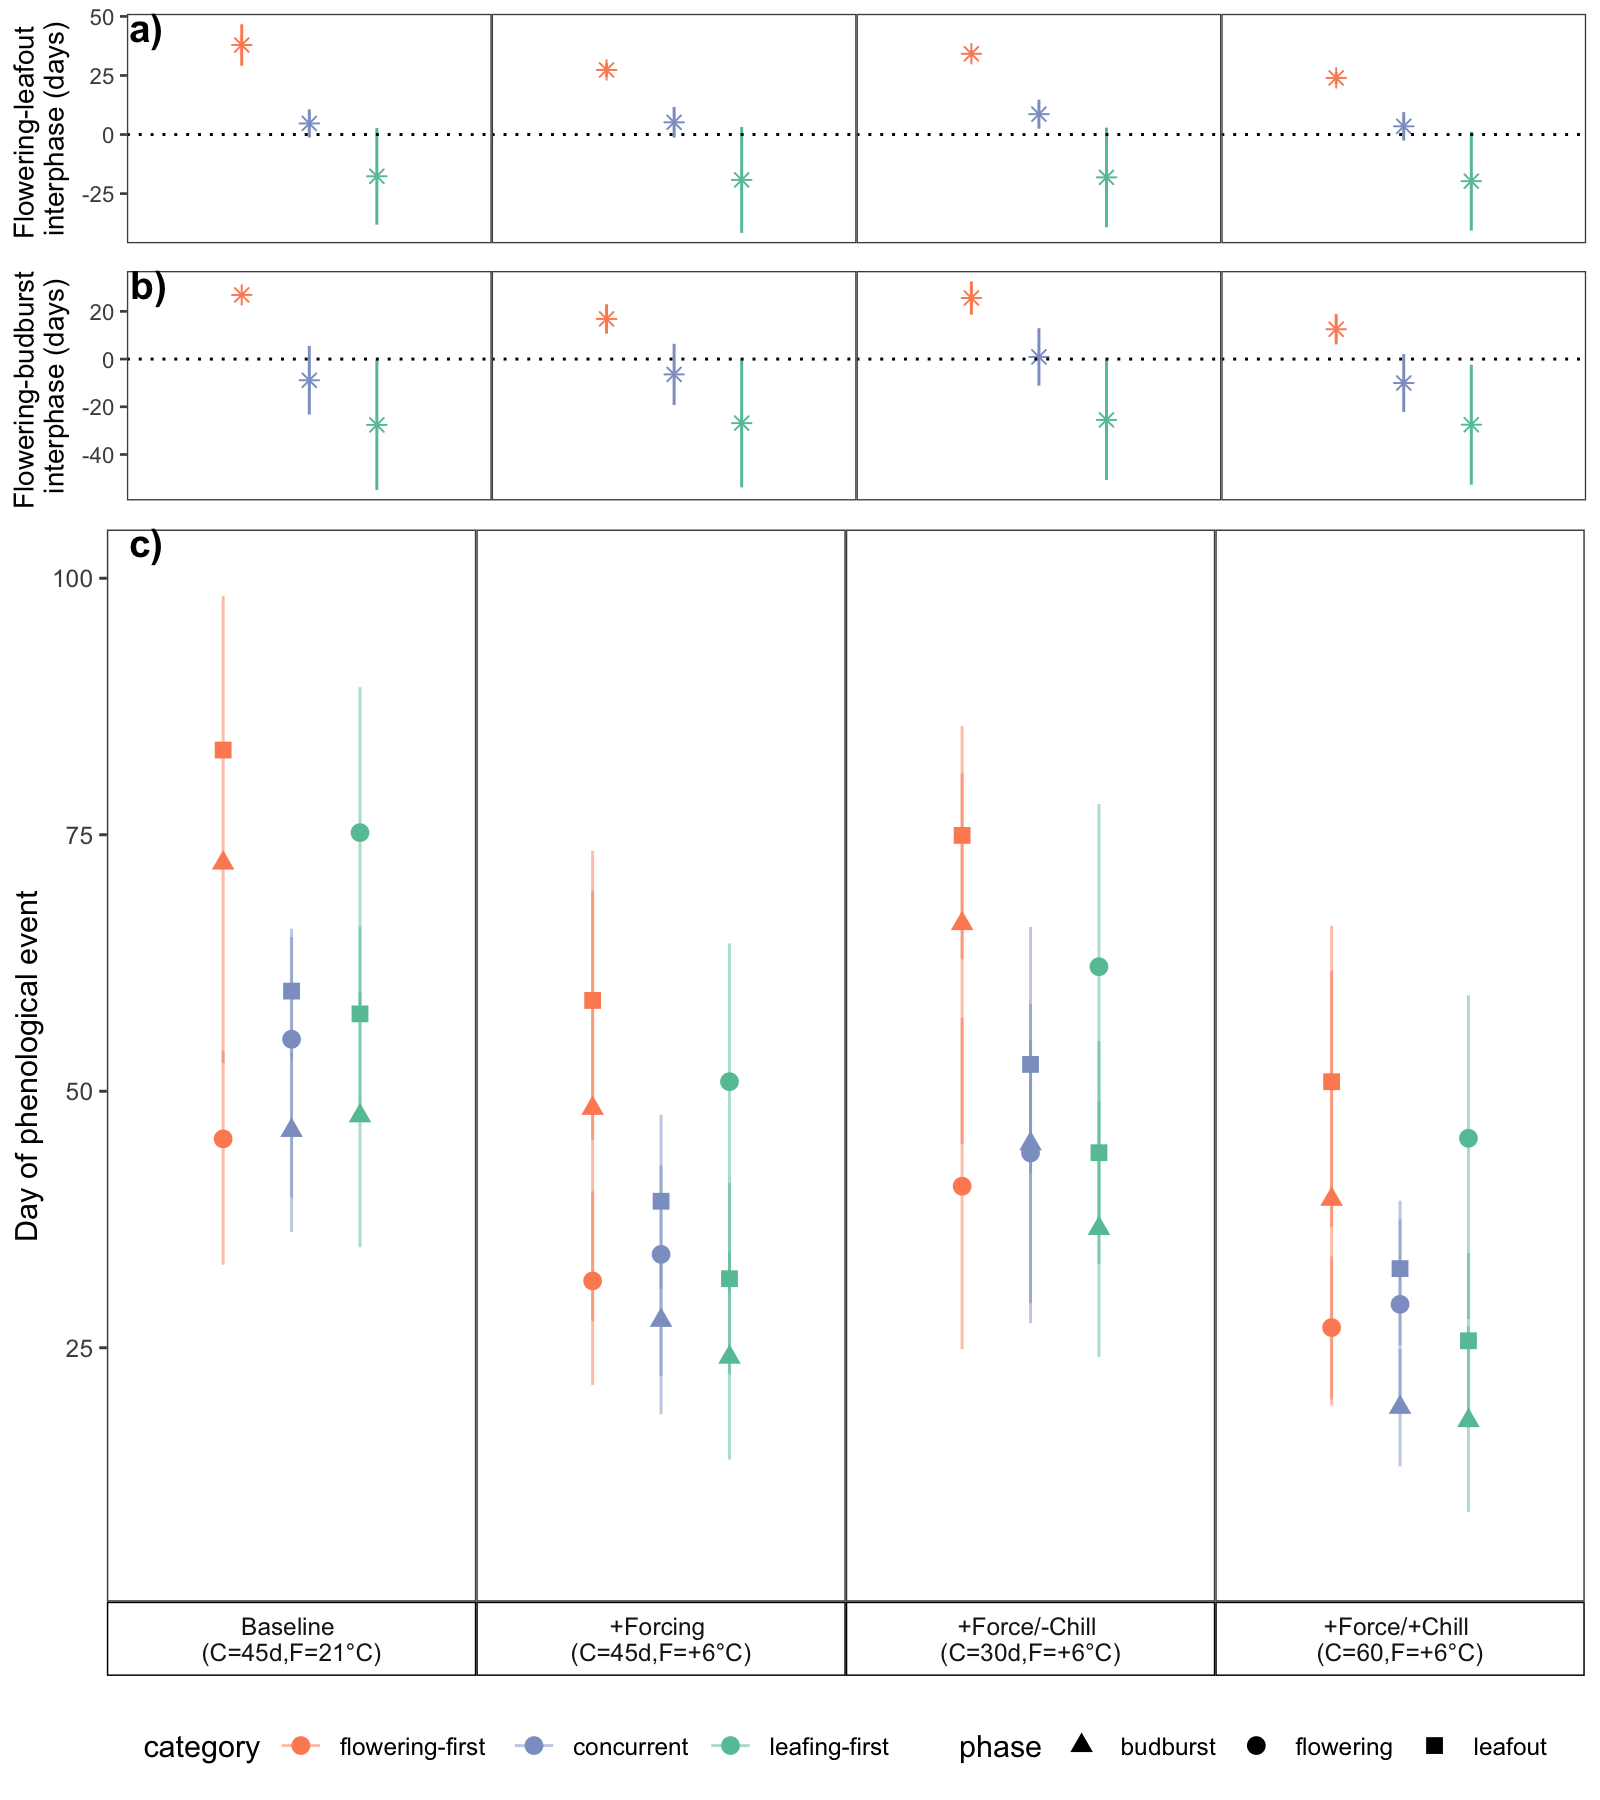 a)
Flowering-leafout
interphase (days)
50
25
0
-25
b)
Flowering-budburst
interphase (days)
20
0
-20
-40
c)
Day of phenological event
100
75
50
25
Baseline
(C=45d,F=21°C)
+Forcing
(C=45d,F=+6°C)
+Force/-Chill
(C=30d,F=+6°C)
+Force/+Chill
(C=60,F=+6°C)
category flowering-first concurrent leafing-first phase budburst flowering leafout